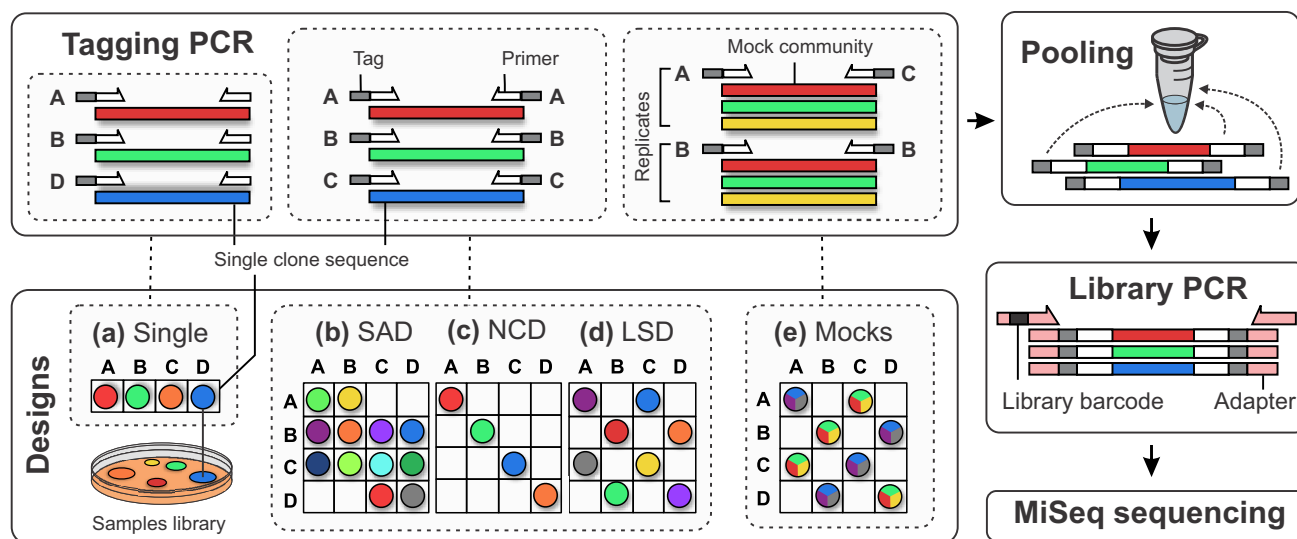 Tagging PCR
A
B
D
Tag
Primer
A
A
B
B
C
C
Mock community
Replicates
A
C
B
B
Pooling
Single clone sequence
Designs
(a) Single
A B C D
Samples library
(b) SAD
A B C D
A
B
C
D
(c) NCD
A B C D
(d) LSD
A B C D
(e) Mocks
A B C D
A
B
C
D
Library PCR
Library barcode
Adapter
MiSeq sequencing